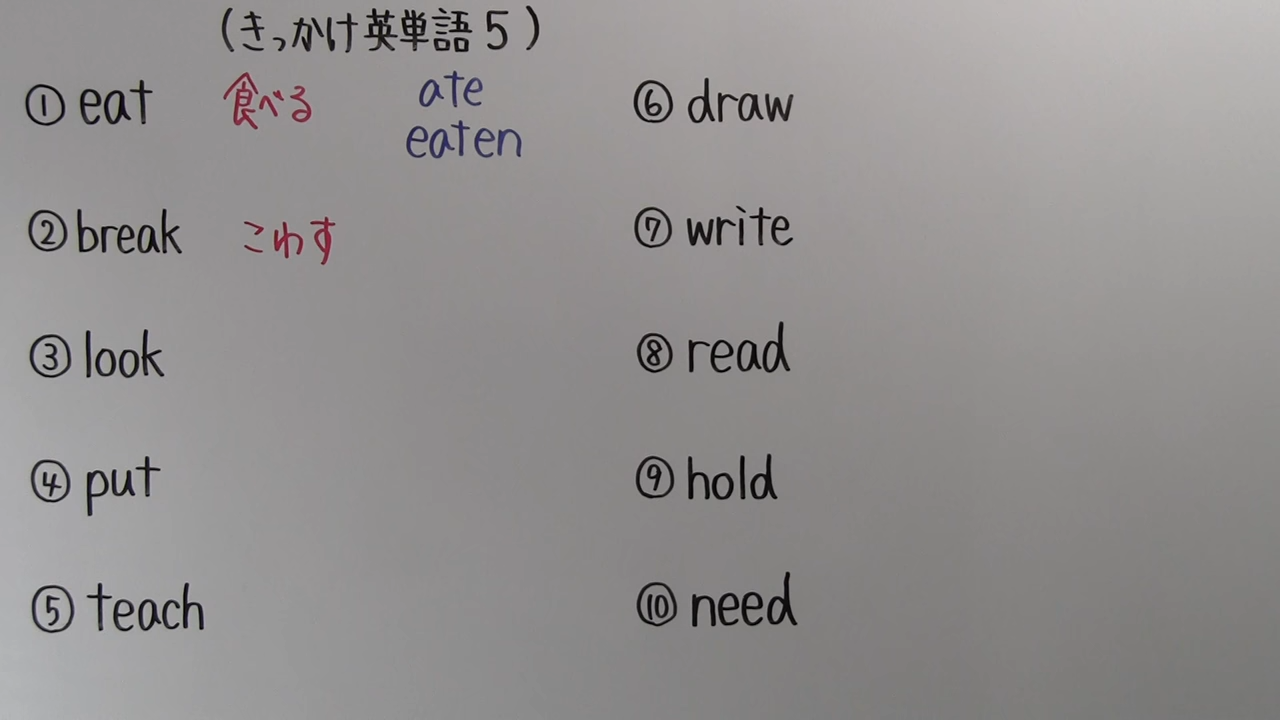 (きっかけ英単語5)
① eat 食べる ate
eaten
② break こわす
③ look
④ put
⑤ teach
⑥ draw
⑦ write
⑧ read
⑨ hold
⑩ need